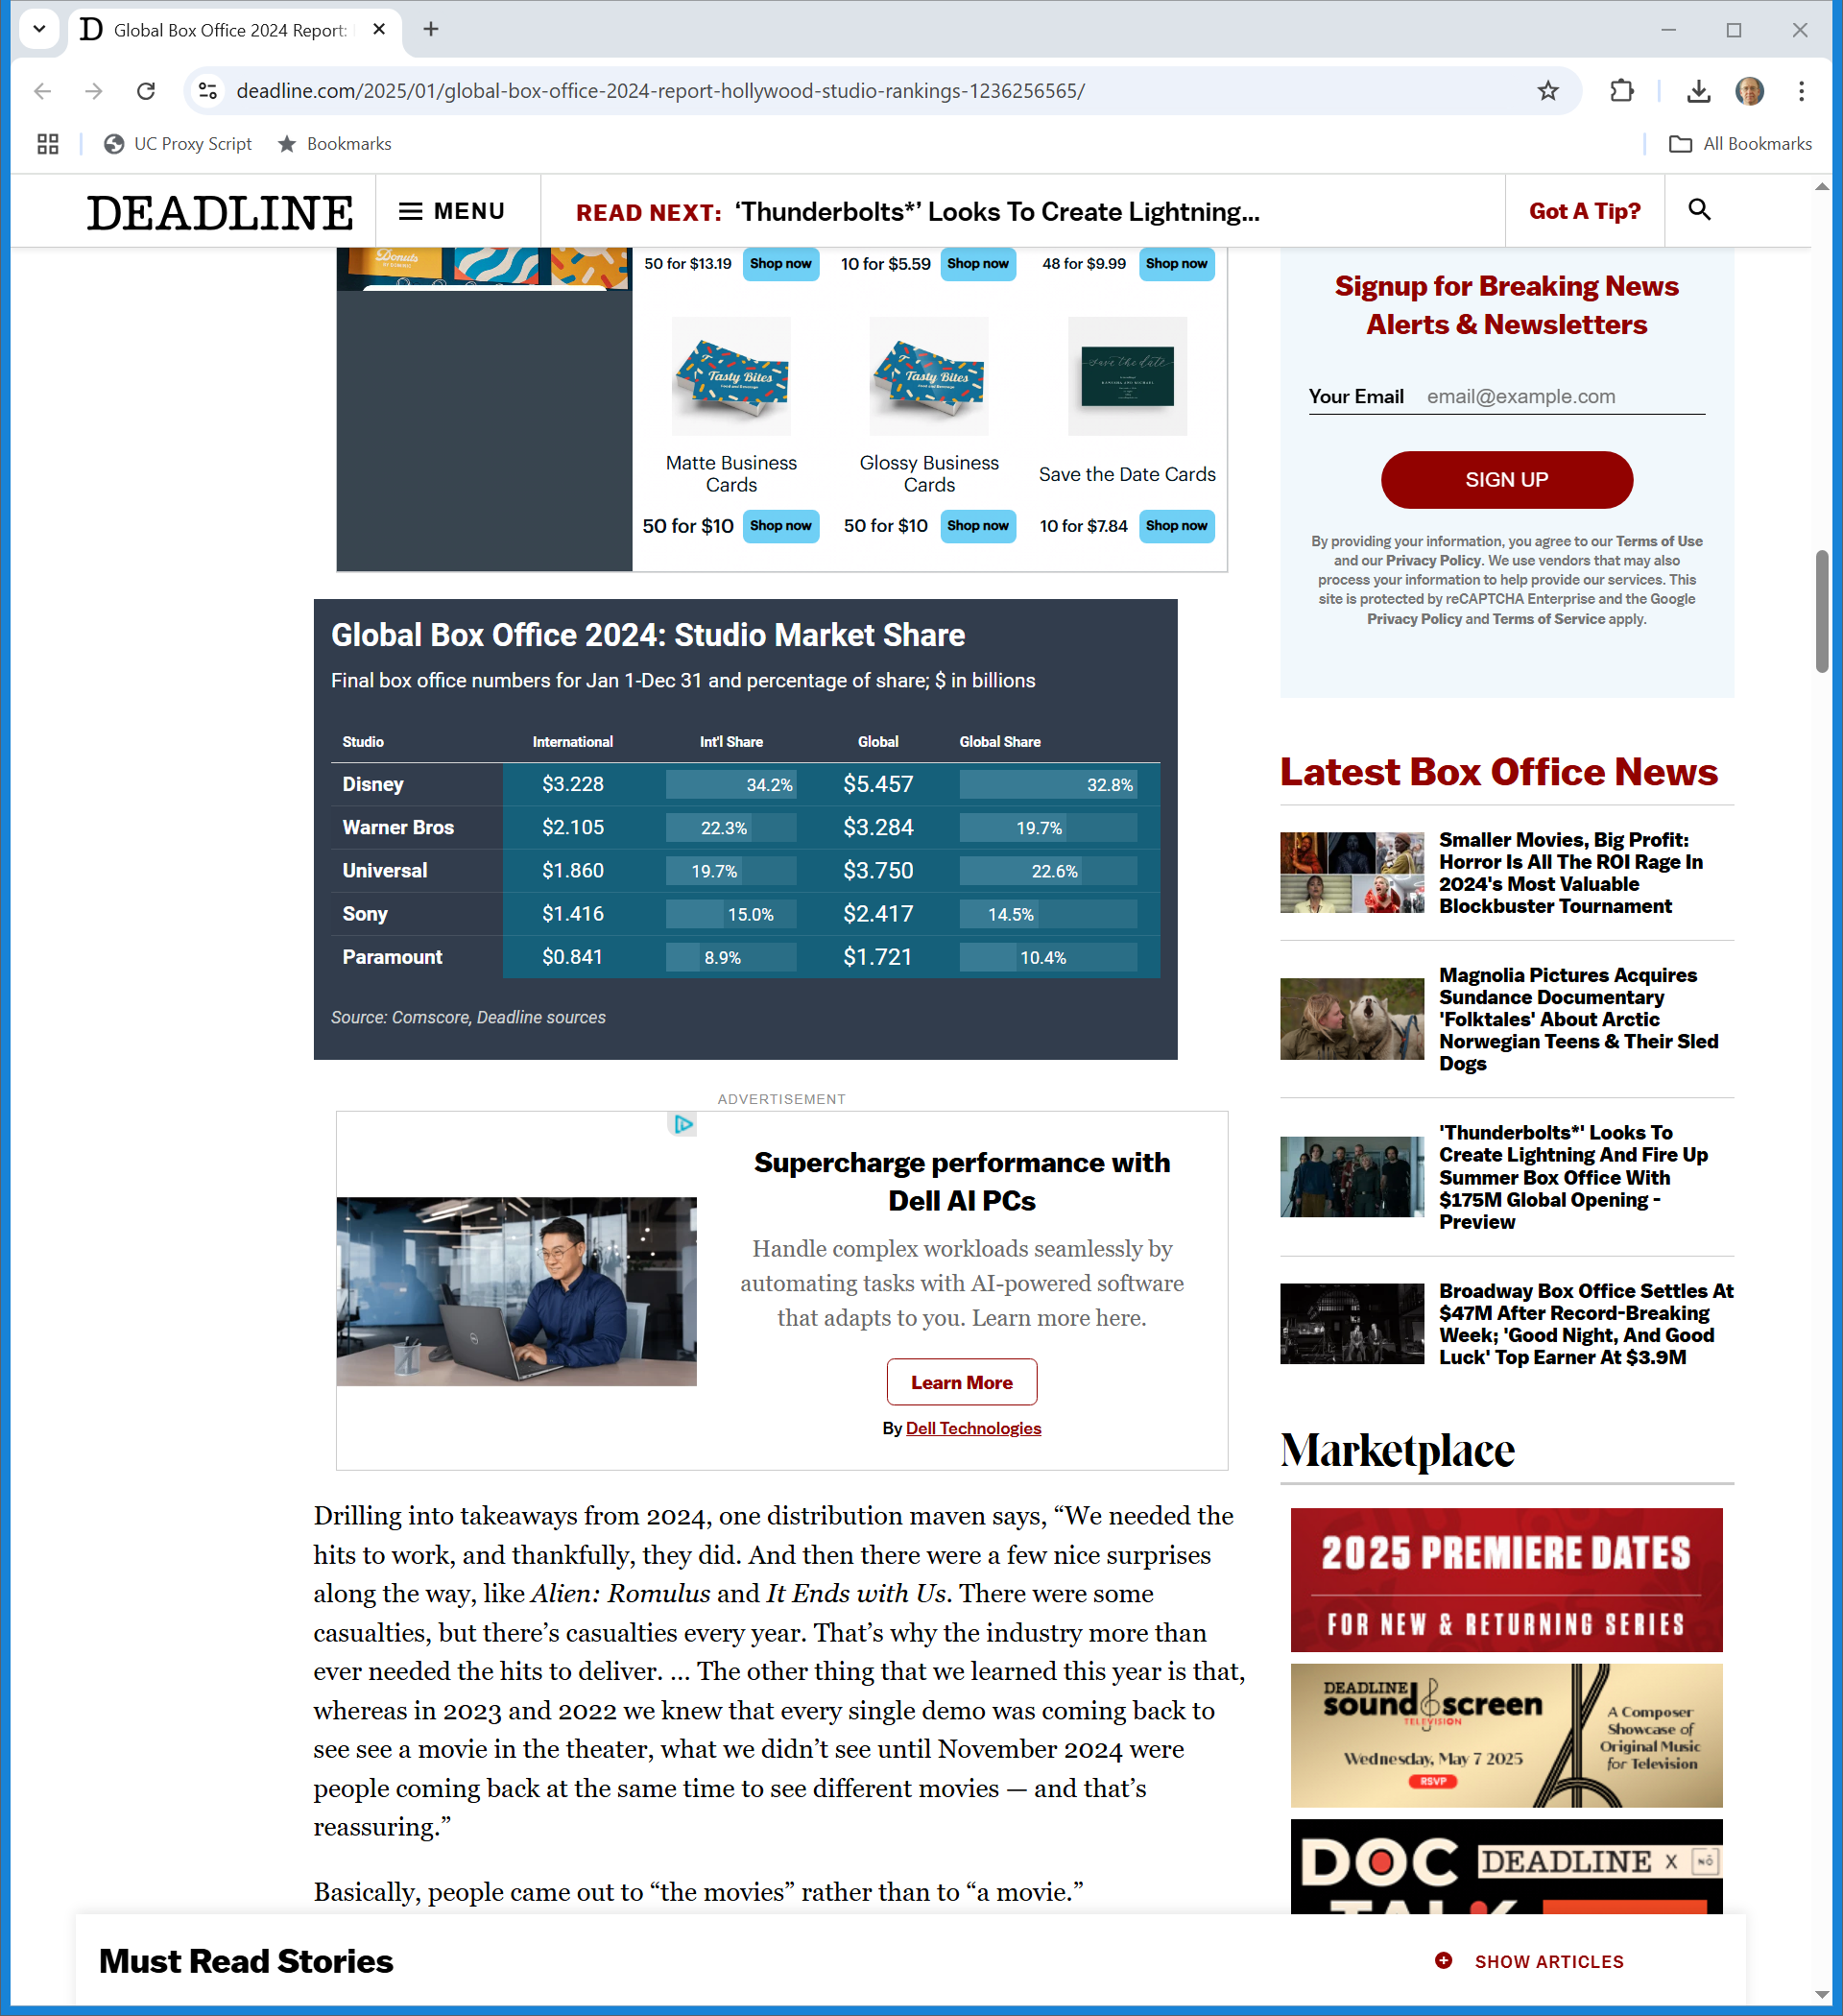 Global Box Office 2024 Report:
deadline.com/2025/01/global-box-office-2024-report-hollywood-studio-rankings-1236256565/
UC Proxy Script
Bookmarks
All Bookmarks
DEADLINE
MENU
READ NEXT: ‘Thunderbolts*’ Looks To Create Lightning...
Got A Tip?
Donuts
50 for $13.19 Shop now
10 for $5.59 Shop now
48 for $9.99 Shop now
Tasty Bites
Food and Beverage
Tasty Bites
Food and Beverage
Save the date
Matte Business
Cards
Glossy Business
Cards
Save the Date Cards
50 for $10 Shop now
50 for $10 Shop now
10 for $7.84 Shop now
Global Box Office 2024: Studio Market Share
Final box office numbers for Jan 1-Dec 31 and percentage of share; $ in billions
Studio International Int'l Share Global Global Share
Disney $3.228 34.2% $5.457 32.8%
Warner Bros $2.105 22.3% $3.284 19.7%
Universal $1.860 19.7% $3.750 22.6%
Sony $1.416 15.0% $2.417 14.5%
Paramount $0.841 8.9% $1.721 10.4%
Source: Comscore, Deadline sources
ADVERTISEMENT
Supercharge performance with
Dell AI PCs
Handle complex workloads seamlessly by
automating tasks with AI-powered software
that adapts to you. Learn more here.
Learn More
By Dell Technologies
Drilling into takeaways from 2024, one distribution maven says, “We needed the
hits to work, and thankfully, they did. And then there were a few nice surprises
along the way, like Alien: Romulus and It Ends with Us. There were some
casualties, but there’s casualties every year. That’s why the industry more than
ever needed the hits to deliver. … The other thing that we learned this year is that,
whereas in 2023 and 2022 we knew that every single demo was coming back to
see see a movie in the theater, what we didn’t see until November 2024 were
people coming back at the same time to see different movies — and that’s
reassuring.”
Basically, people came out to “the movies” rather than to “a movie.”
Signup for Breaking News
Alerts & Newsletters
Your Email email@example.com
SIGN UP
By providing your information, you agree to our Terms of Use
and our Privacy Policy. We use vendors that may also
process your information to help provide our services. This
site is protected by reCAPTCHA Enterprise and the Google
Privacy Policy and Terms of Service apply.
Latest Box Office News
Smaller Movies, Big Profit:
Horror Is All The ROI Rage In
2024's Most Valuable
Blockbuster Tournament
Magnolia Pictures Acquires
Sundance Documentary
'Folktales' About Arctic
Norwegian Teens & Their Sled
Dogs
'Thunderbolts*' Looks To
Create Lightning And Fire Up
Summer Box Office With
$175M Global Opening -
Preview
Broadway Box Office Settles At
$47M After Record-Breaking
Week; 'Good Night, And Good
Luck' Top Earner At $3.9M
Marketplace
2025 PREMIERE DATES
FOR NEW & RETURNING SERIES
DEADLINE
sound screen
TELEVISION
Wednesday, May 7 2025
RSVP
A Composer
Showcase of
Original Music
for Television
DOC
TALK
DEADLINE X NŌ
Must Read Stories
SHOW ARTICLES